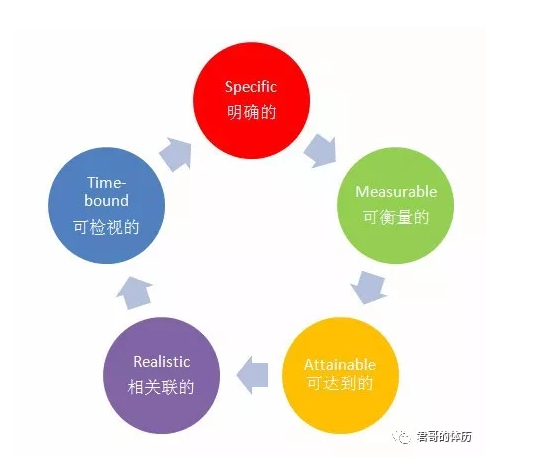 Specific
明确的
Measurable
可衡量的
Attainable
可达到的
Realistic
相关联的
Time-
bound
可检视的
君哥的体历